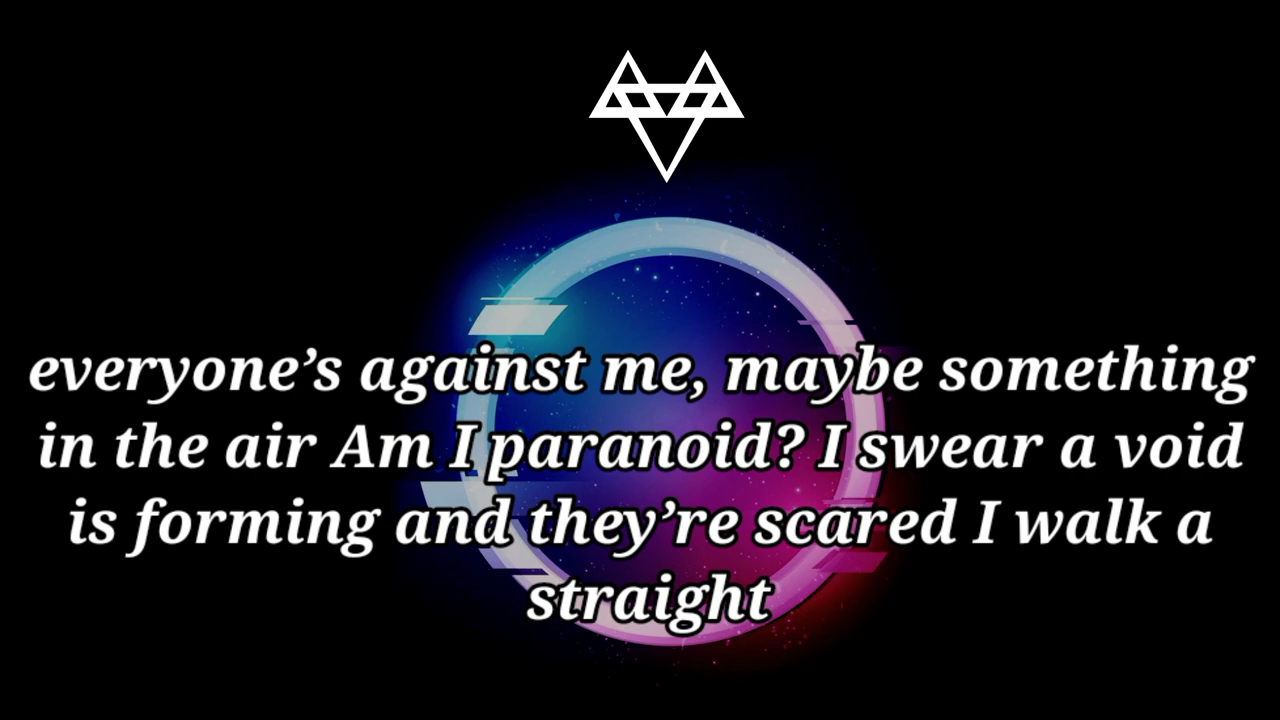 everyone’s against me, maybe something
in the air Am I paranoid? I swear a void
is forming and they’re scared I walk a
straight